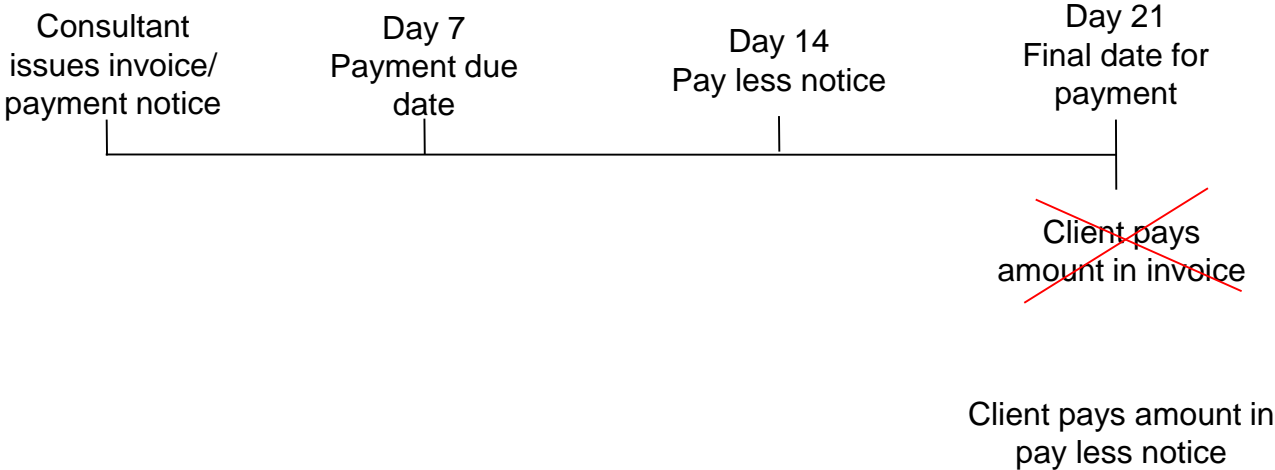 Consultant
issues invoice/
payment notice
Day 7
Payment due
date
Day 14
Pay less notice
Day 21
Final date for
payment
Client pays
amount in invoice
Client pays amount in
pay less notice